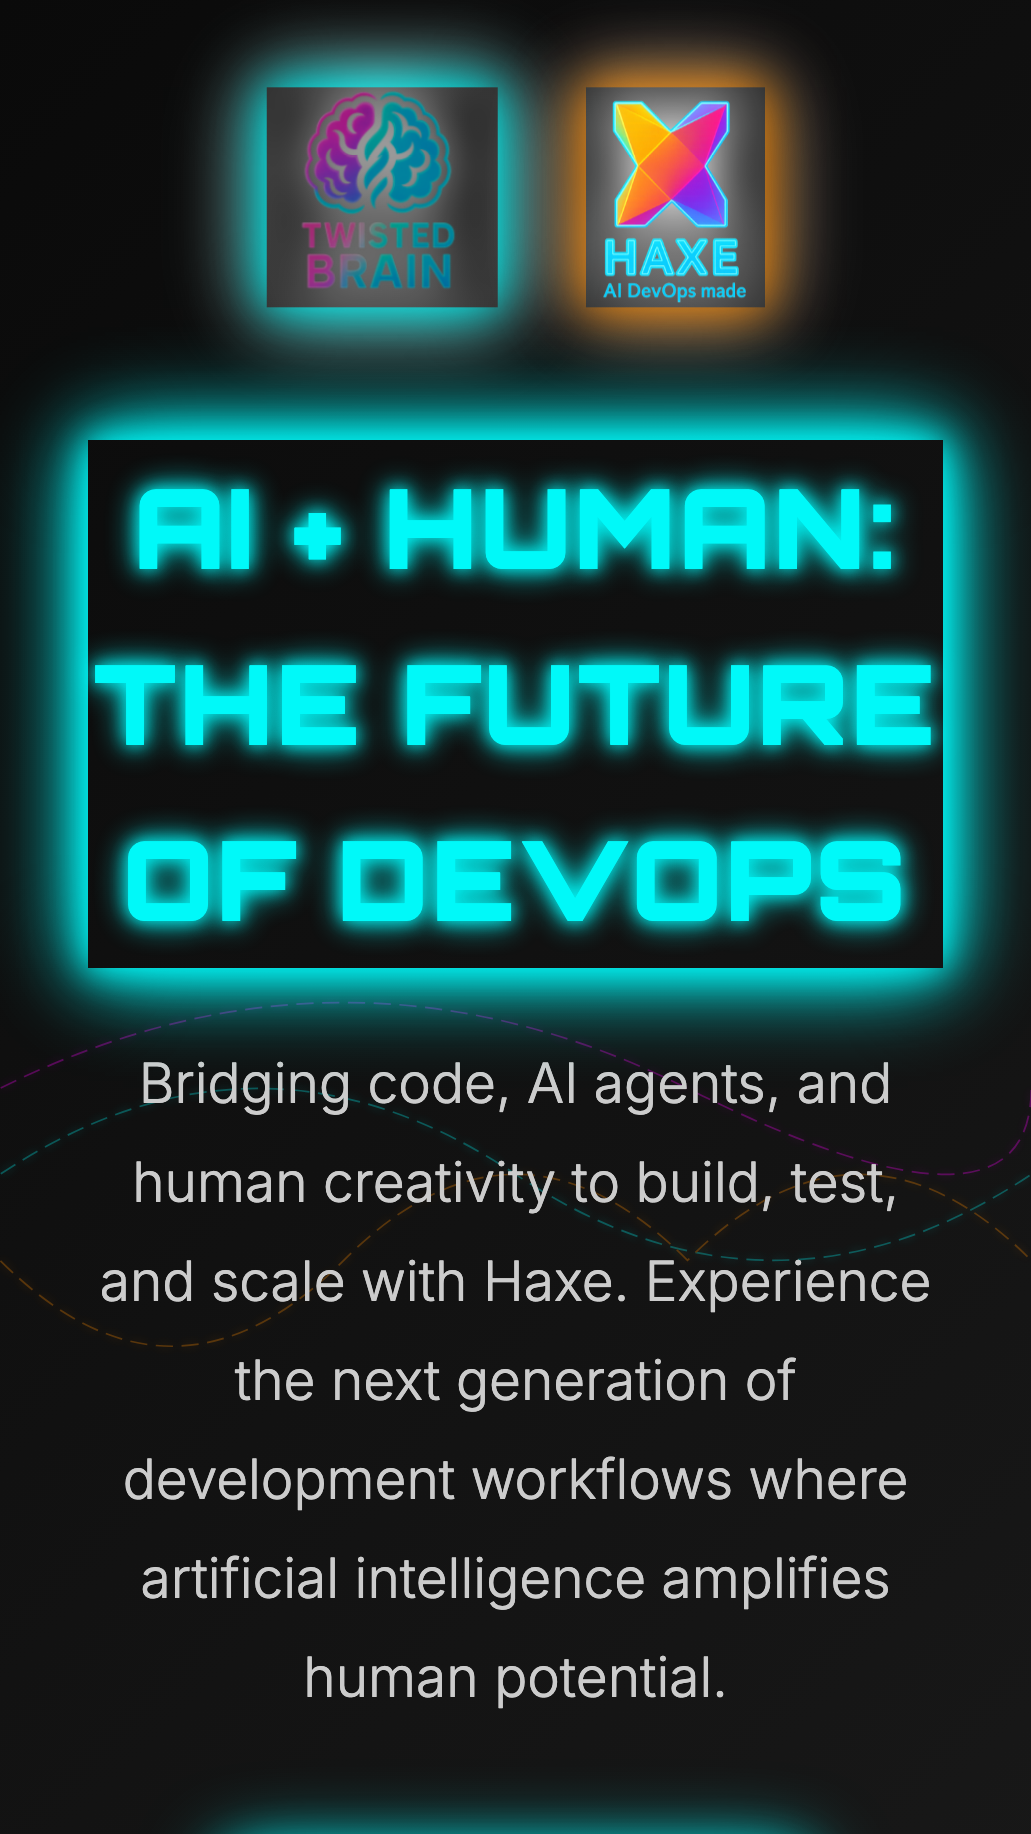 TWISTED
BRAIN
HAXE
AI DevOps made
AI + HUMAN:
THE FUTURE
OF DEVOPS
Bridging code, AI agents, and
human creativity to build, test,
and scale with Haxe. Experience
the next generation of
development workflows where
artificial intelligence amplifies
human potential.